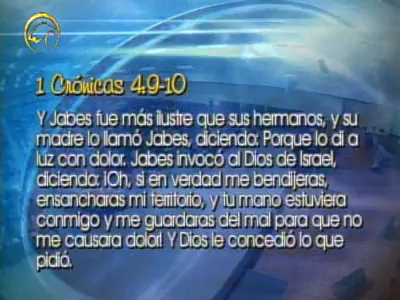 1 Crónicas 4:9-10
Y Jabes fue más ilustre que sus hermanos, y su
madre lo llamó Jabes, diciendo: Porque lo di a
luz con dolor. Jabes invocó al Dios de Israel,
diciendo: ¡Oh, si en verdad me bendijeras,
ensancharas mi territorio, y tu mano estuviera
conmigo y me guardaras del mal para que no
me causara dolor! Y Dios le concedió lo que
pidió.